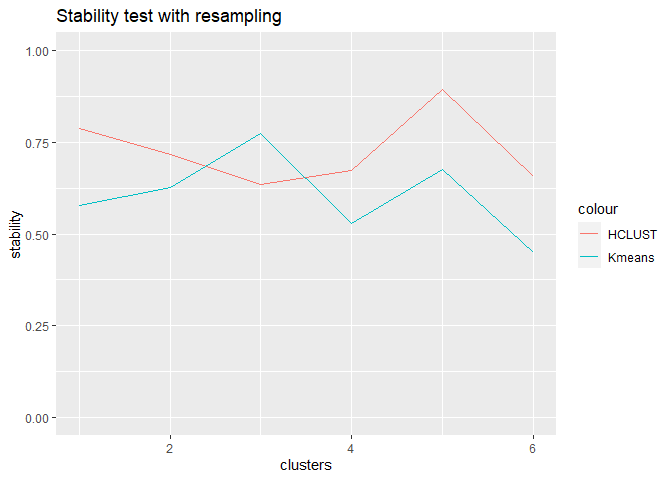 Stability test with resampling
1.00
0.75
0.50
0.25
0.00
stability
2
4
6
clusters
colour
HCLUST
Kmeans